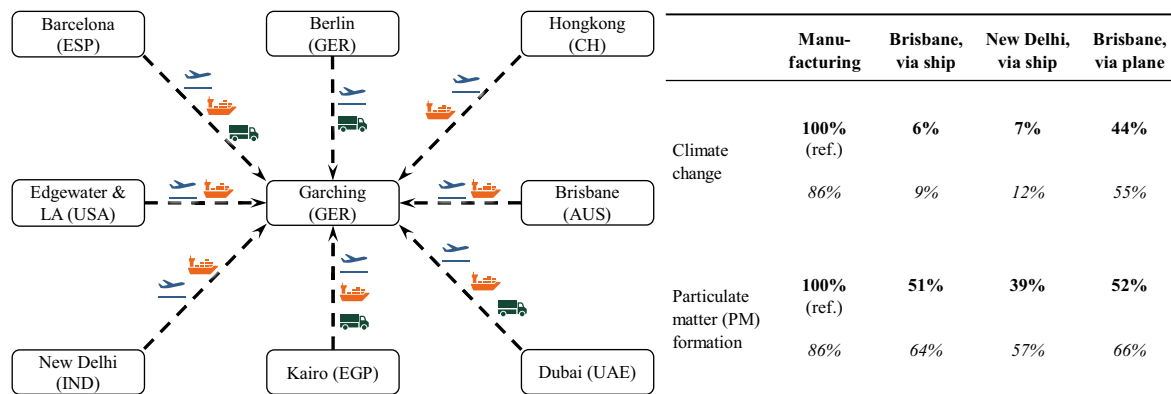 Barcelona
(ESP)
Berlin
(GER)
Hongkong
(CH)
Edgewater &
LA (USA)
Garching
(GER)
Brisbane
(AUS)
New Delhi
(IND)
Kairo (EGP)
Dubai (UAE)
Manu-
facturing
Brisbane,
via ship
New Delhi,
via ship
Brisbane,
via plane
Climate
change
100%
(ref.)
6%
7%
44%
86%
9%
12%
55%
Particulate
matter (PM)
formation
100%
(ref.)
51%
39%
52%
86%
64%
57%
66%